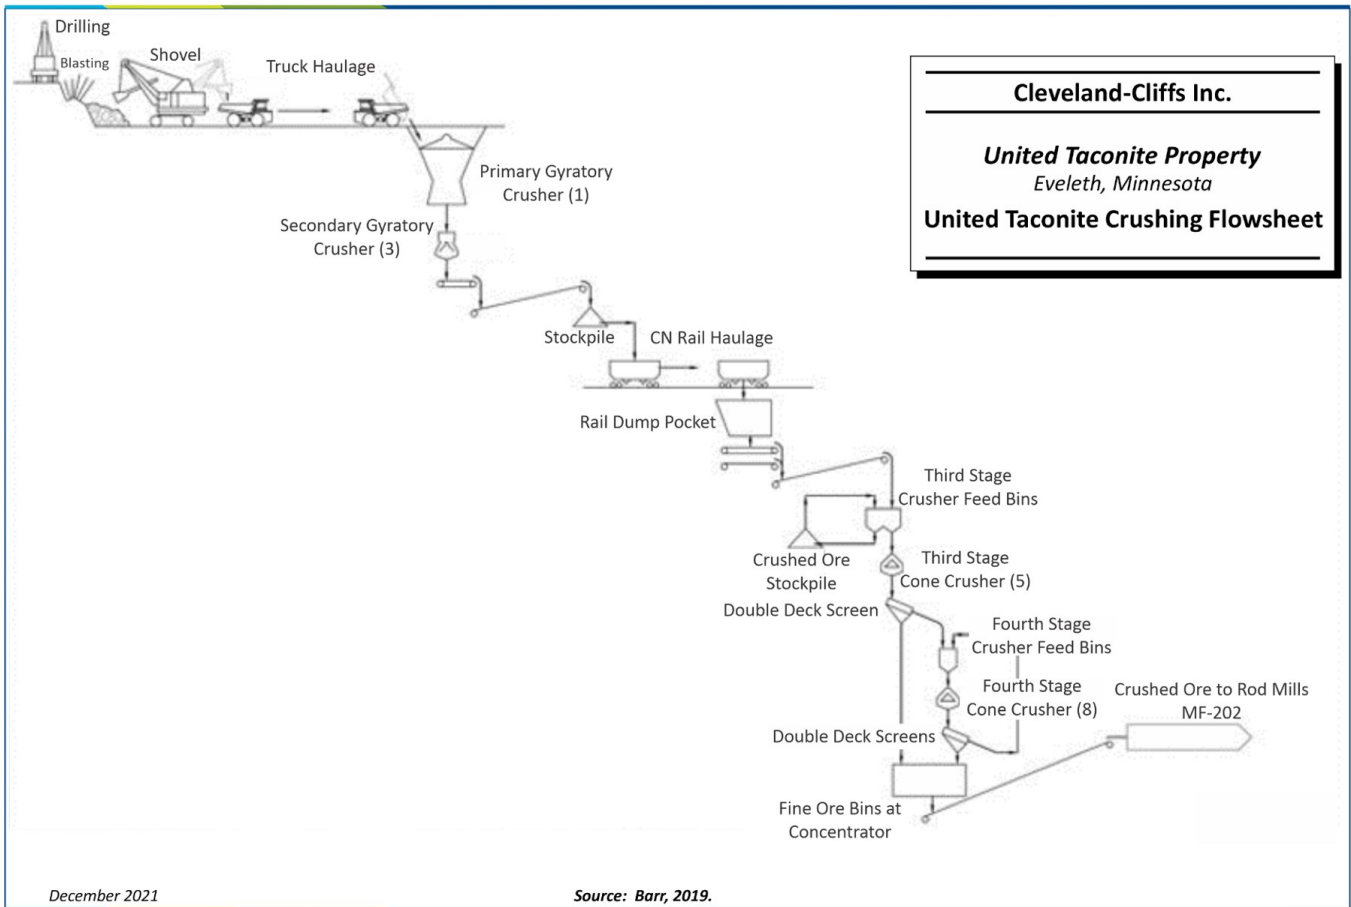 Drilling
Blasting
Shovel
Truck Haulage
Cleveland-Cliffs Inc.
United Taconite Property
Eveleth, Minnesota
United Taconite Crushing Flowsheet
Primary Gyratory
Crusher (1)
Secondary Gyratory
Crusher (3)
Stockpile
CN Rail Haulage
Rail Dump Pocket
Third Stage
Crusher Feed Bins
Crushed Ore
Stockpile
Third Stage
Cone Crusher (5)
Double Deck Screen
Fourth Stage
Crusher Feed Bins
Fourth Stage
Cone Crusher (8)
Crushed Ore to Rod Mills
MF-202
Double Deck Screens
Fine Ore Bins at
Concentrator
December 2021
Source: Barr, 2019.